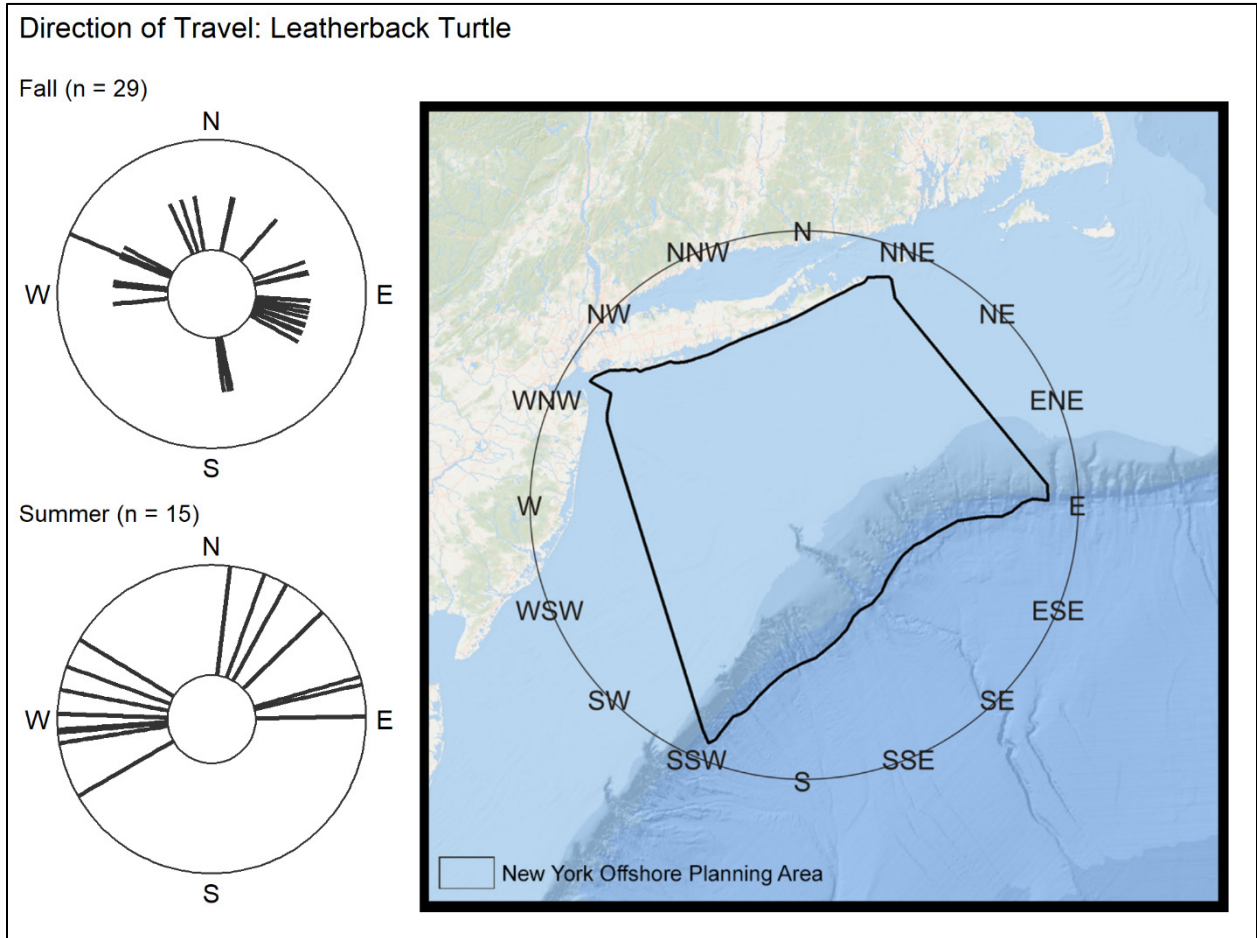 Direction of Travel: Leatherback Turtle
Fall (n = 29)
N
W
E
S
Summer (n = 15)
N
W
E
S
N
NNW
NNE
NW
NE
WNW
ENE
W
E
WSW
ESE
SW
SE
SSW
SSE
S
New York Offshore Planning Area